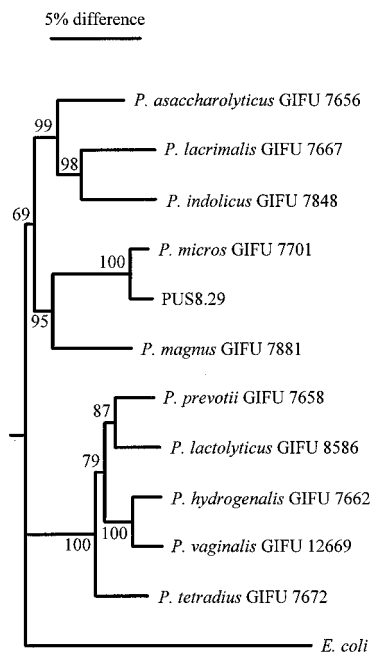 5% difference
P. asaccharolyticus GIFU 7656
99
P. lacrimalis GIFU 7667
98
P. indolicus GIFU 7848
69
P. micros GIFU 7701
100
PUS8.29
95
P. magnus GIFU 7881
P. prevotii GIFU 7658
87
P. lactolyticus GIFU 8586
79
P. hydrogenalis GIFU 7662
100
P. vaginalis GIFU 12669
100
P. tetradius GIFU 7672
E. coli